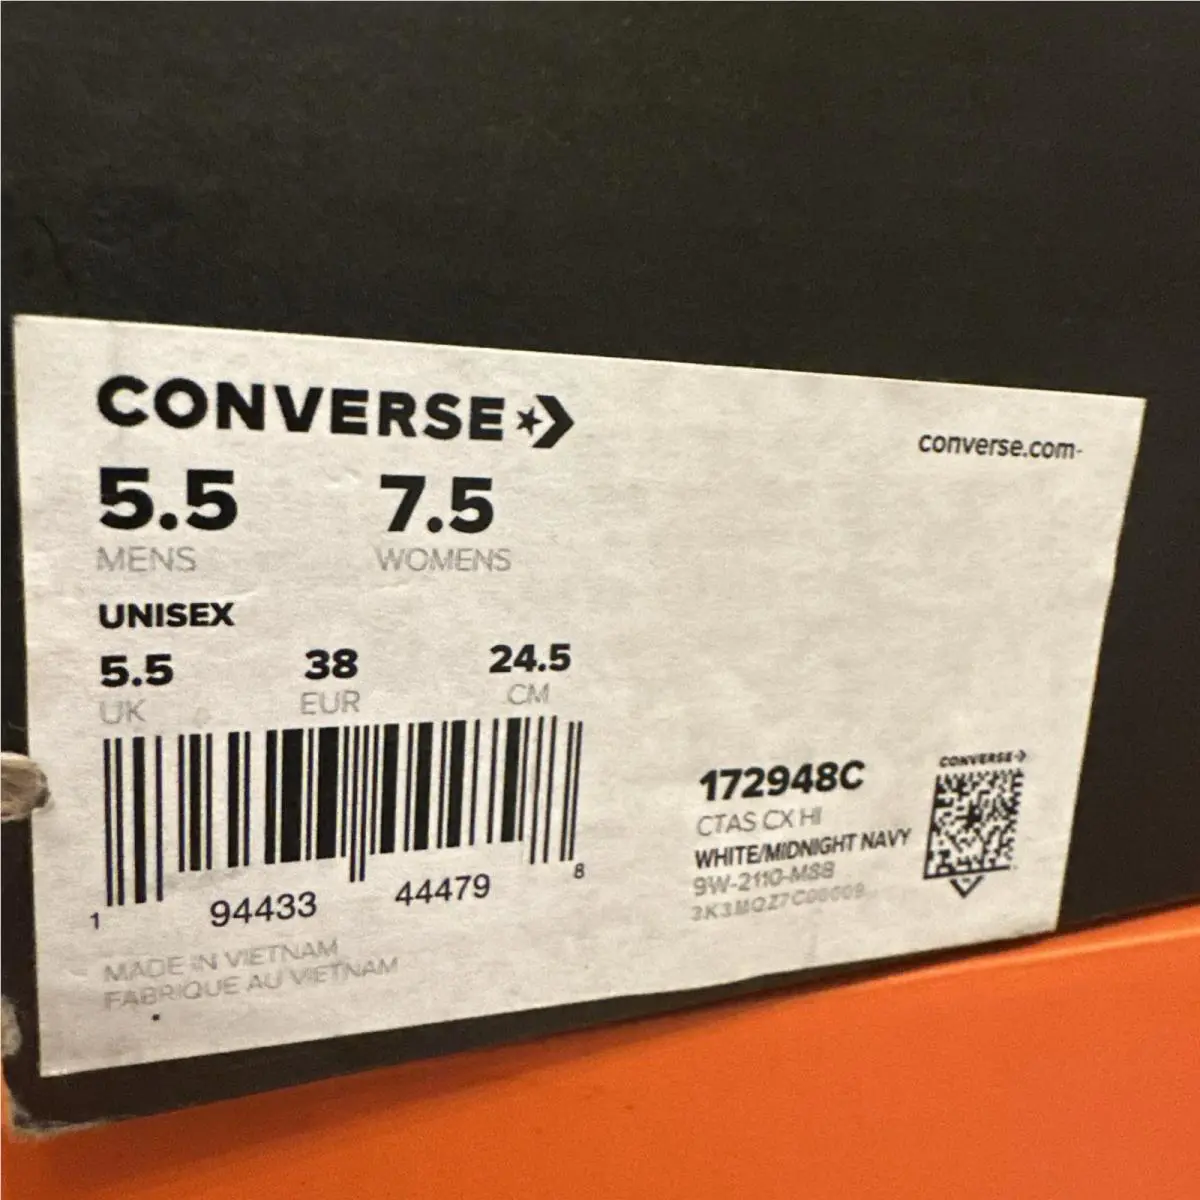 CONVERSE
converse.com
5.5 7.5
MENS WOMENS
UNISEX
5.5 38 24.5
UK EUR CM
1 94433 44479 8
MADE IN VIETNAM
FABRIQUE AU VIETNAM
172948C
CTAS CX HI
WHITE/MIDNIGHT NAVY
9W-2110-MSB
CONVERSE